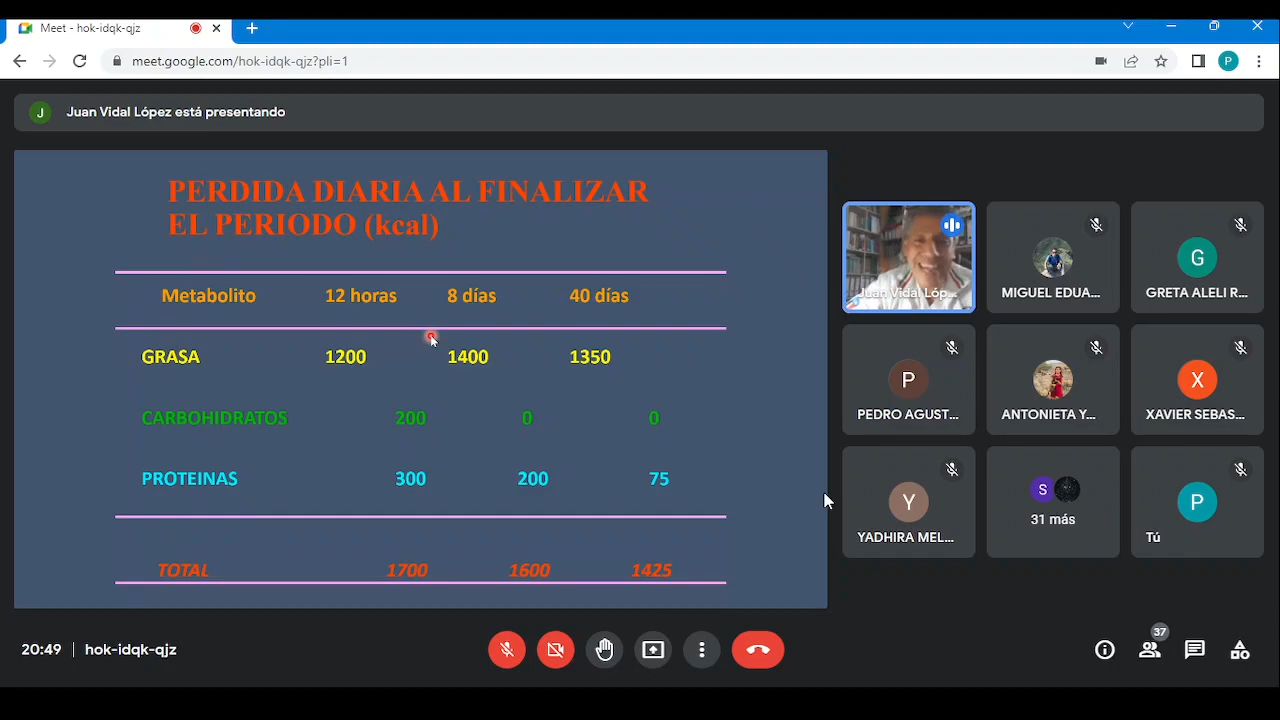 Meet - hok-idqk-qjz
meet.google.com/hok-idqk-qjz?pli=1
P
J
Juan Vidal López está presentando
PERDIDA DIARIA AL FINALIZAR
EL PERIODO (kcal)
Metabolito 12 horas 8 días 40 días
GRASA 1200 1400 1350
CARBOHIDRATOS 200 0 0
PROTEINAS 300 200 75
TOTAL 1700 1600 1425
Juan Vidal Lóp...
MIGUEL EDUA...
G
GRETA ALELI R...
P
PEDRO AGUST...
ANTONIETA Y...
X
XAVIER SEBAS...
Y
YADHIRA MEL...
S
31 más
P
Tú
20:49 | hok-idqk-qjz
37